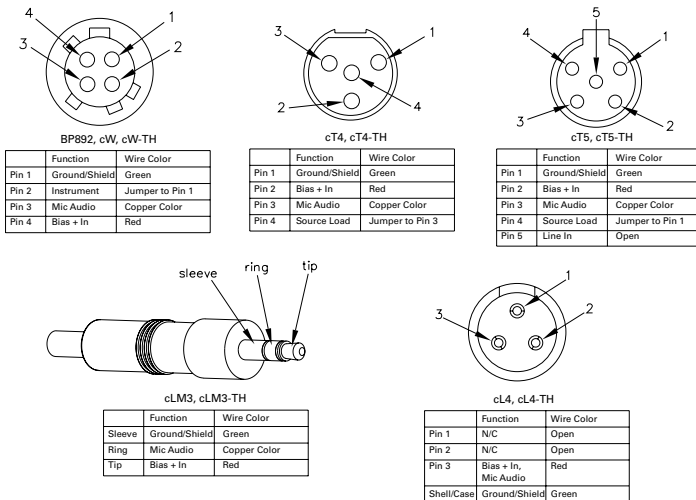 4
1
3
2
BP892, cW, cW-TH
Function Wire Color
Pin 1 Ground/Shield Green
Pin 2 Instrument Jumper to Pin 1
Pin 3 Mic Audio Copper Color
Pin 4 Bias + In Red
3
1
2
4
cT4, cT4-TH
Function Wire Color
Pin 1 Ground/Shield Green
Pin 2 Bias + In Red
Pin 3 Mic Audio Copper Color
Pin 4 Source Load Jumper to Pin 3
5
4
1
3
2
cT5, cT5-TH
Function Wire Color
Pin 1 Ground/Shield Green
Pin 2 Bias + In Red
Pin 3 Mic Audio Copper Color
Pin 4 Source Load Jumper to Pin 1
Pin 5 Line In Open
sleeve ring tip
cLM3, cLM3-TH
Function Wire Color
Sleeve Ground/Shield Green
Ring Mic Audio Copper Color
Tip Bias + In Red
1
3
2
cL4, cL4-TH
Function Wire Color
Pin 1 N/C Open
Pin 2 N/C Open
Pin 3 Bias + In, Red
Mic Audio
Shell/Case Ground/Shield Green